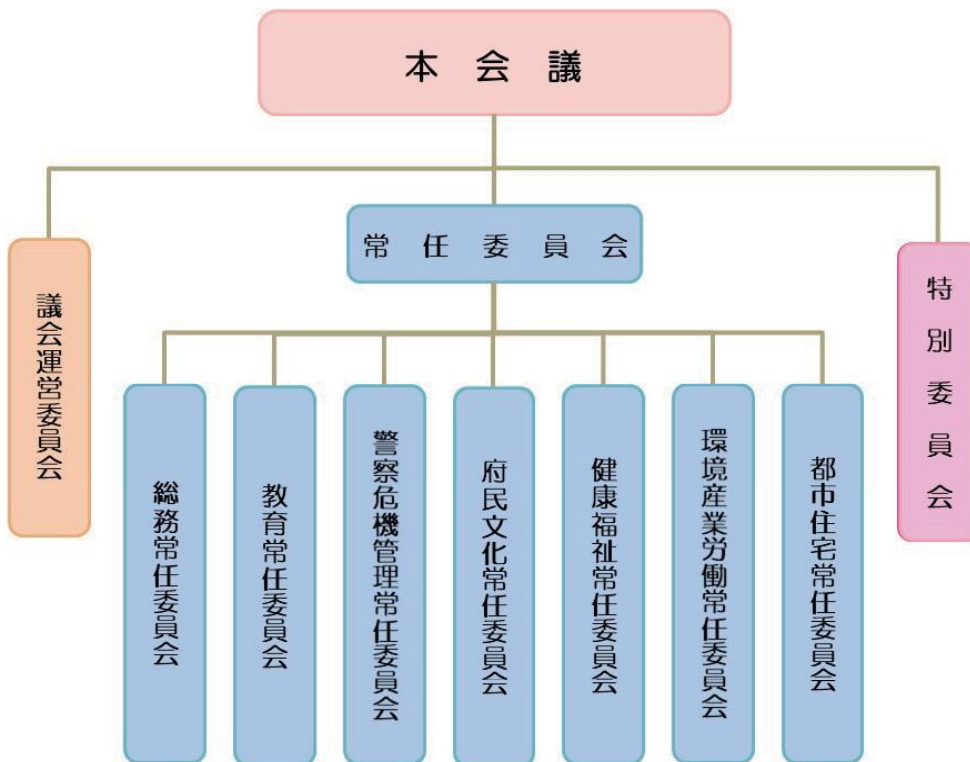 本会議
常任委員会
議会運営委員会
特別委員会
総務常任委員会
教育常任委員会
警察危機管理常任委員会
府民文化常任委員会
健康福祉常任委員会
環境産業労働常任委員会
都市住宅常任委員会